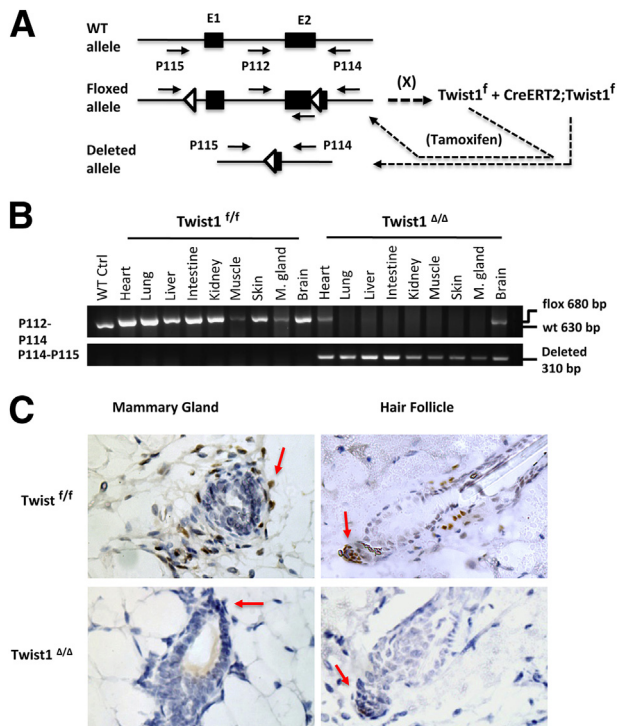 A
E1 E2
WT allele
P115 P112 P114
Floxed allele
(X)
Twist1f + CreERT2;Twist1f
(Tamoxifen)
Deleted allele
P115 P114
B
Twist1 f/f
Twist1 Δ/Δ
WT Ctrl
Heart
Lung
Liver
Intestine
Kidney
Muscle
Skin
M. gland
Brain
Heart
Lung
Liver
Intestine
Kidney
Muscle
Skin
M. gland
Brain
P112-
P114
P114-P115
flox 680 bp
wt 630 bp
Deleted
310 bp
C
Mammary Gland
Hair Follicle
Twist f/f
Twist1 Δ/Δ